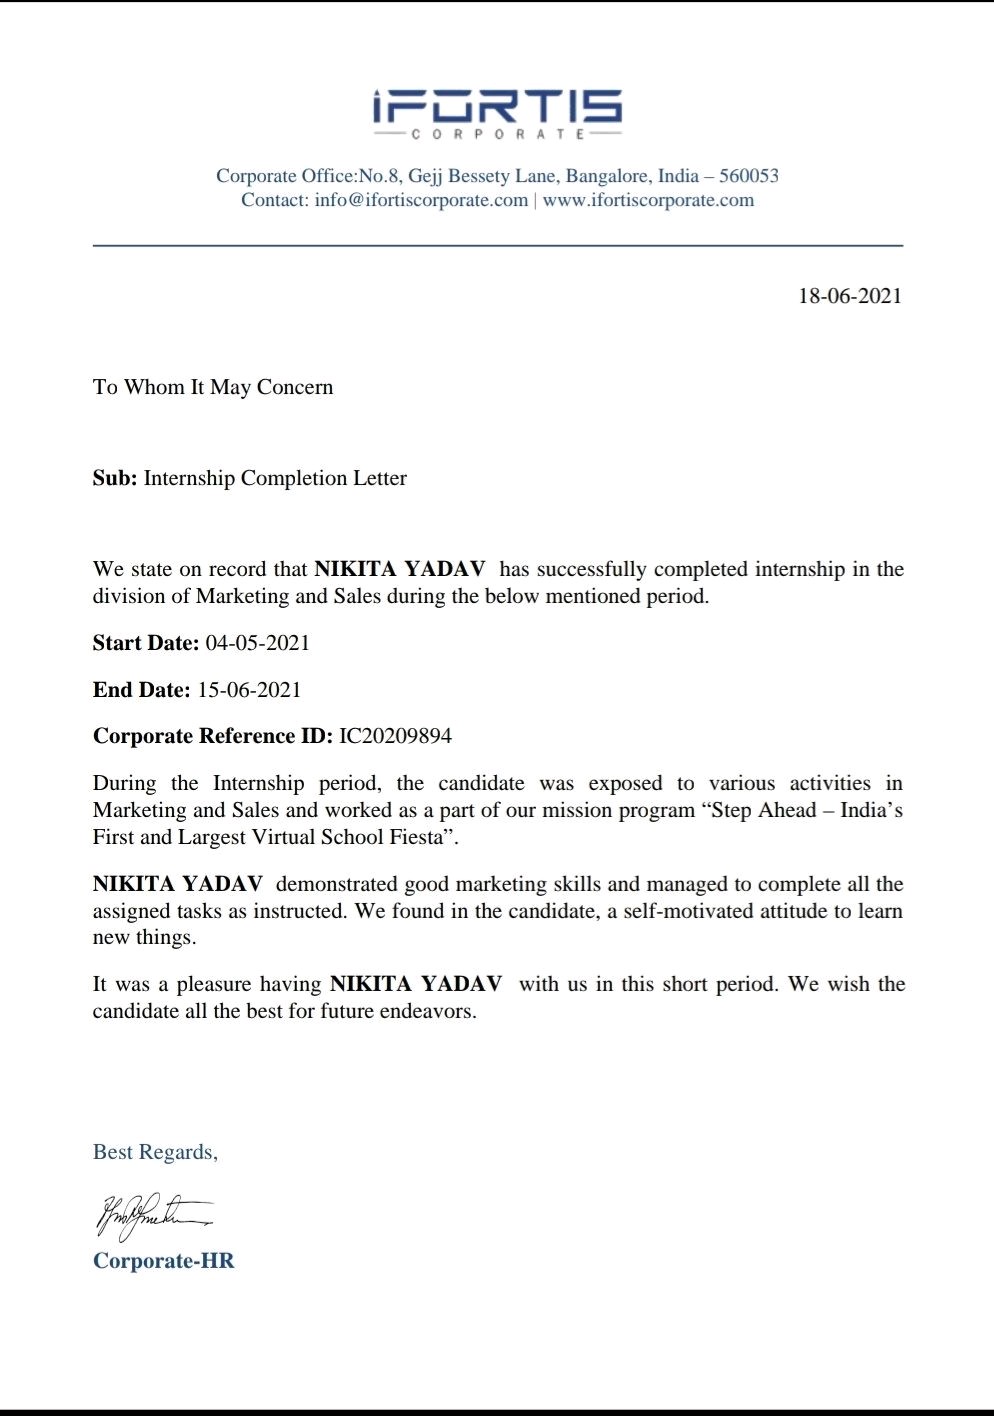 iFORTIS
CORPORATE
Corporate Office:No.8, Gejj Bessety Lane, Bangalore, India – 560053
Contact: info@ifortiscorporate.com | www.ifortiscorporate.com
18-06-2021
To Whom It May Concern
Sub: Internship Completion Letter
We state on record that NIKITA YADAV has successfully completed internship in the
division of Marketing and Sales during the below mentioned period.
Start Date: 04-05-2021
End Date: 15-06-2021
Corporate Reference ID: IC20209894
During the Internship period, the candidate was exposed to various activities in
Marketing and Sales and worked as a part of our mission program “Step Ahead – India’s
First and Largest Virtual School Fiesta”.
NIKITA YADAV demonstrated good marketing skills and managed to complete all the
assigned tasks as instructed. We found in the candidate, a self-motivated attitude to learn
new things.
It was a pleasure having NIKITA YADAV with us in this short period. We wish the
candidate all the best for future endeavors.
Best Regards,
Corporate-HR